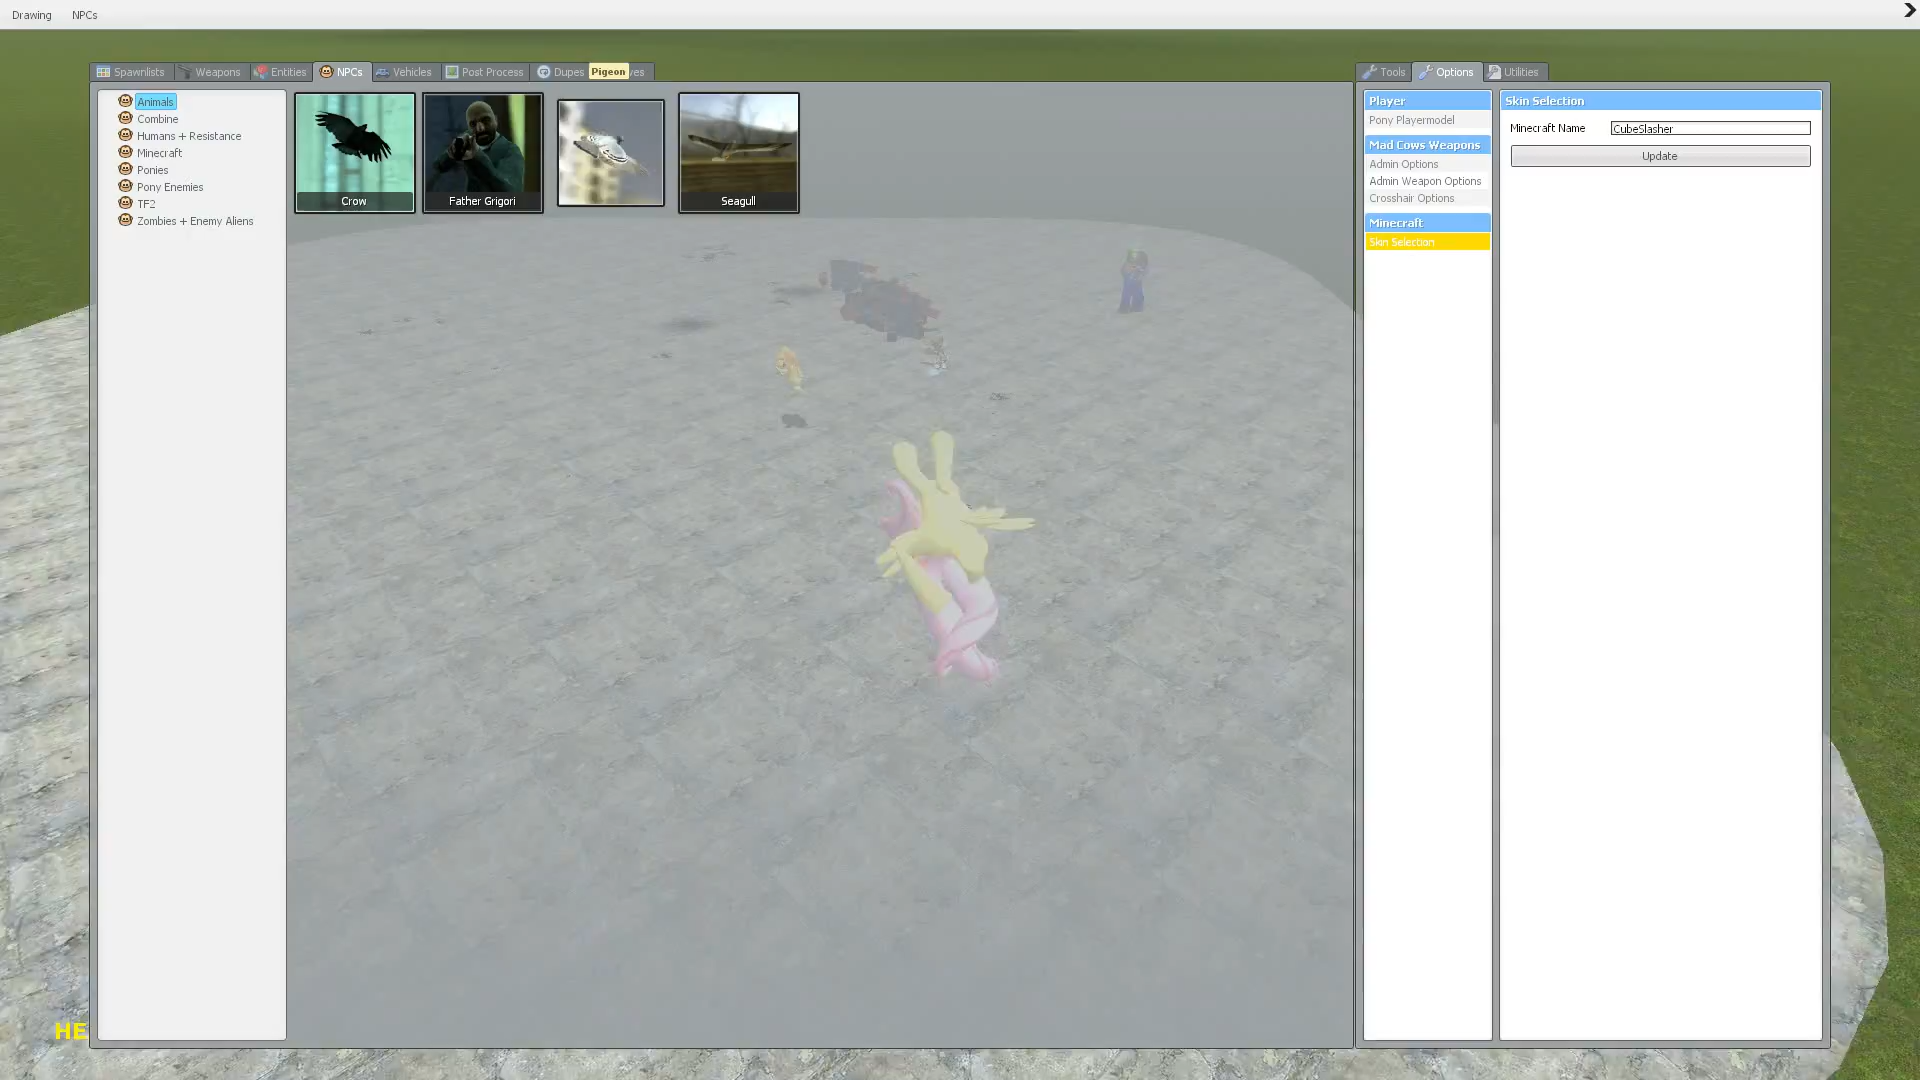 Drawing NPCs
Spawnlists Weapons Entities NPCs Vehicles Post Process Dupes Pigeon ves
Tools Options Utilities
Animals
Combine
Humans + Resistance
Minecraft
Ponies
Pony Enemies
TF2
Zombies + Enemy Aliens
Crow
Father Grigori
Seagull
Player
Pony Playermodel
Mad Cows Weapons
Admin Options
Admin Weapon Options
Crosshair Options
Minecraft
Skin Selection
Skin Selection
Minecraft Name CubeSlasher
Update
HE